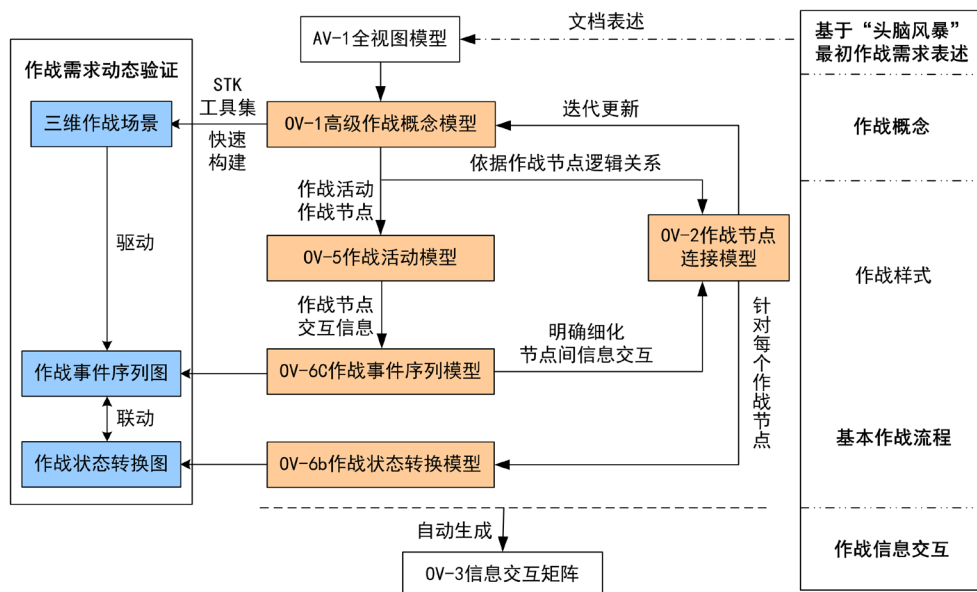 AV-1全视图模型
文档表述
基于“头脑风暴”
最初作战需求表述
作战需求动态验证
STK
工具集
快速
构建
三维作战场景
OV-1高级作战概念模型
迭代更新
作战概念
依据作战节点逻辑关系
作战活动
作战节点
驱动
OV-5作战活动模型
OV-2作战节点
连接模型
作战样式
作战节点
交互信息
明确细化
节点间信息交互
针对每个作战节点
作战事件序列图
OV-6C作战事件序列模型
联动
基本作战流程
作战状态转换图
OV-6b作战状态转换模型
自动生成
作战信息交互
OV-3信息交互矩阵